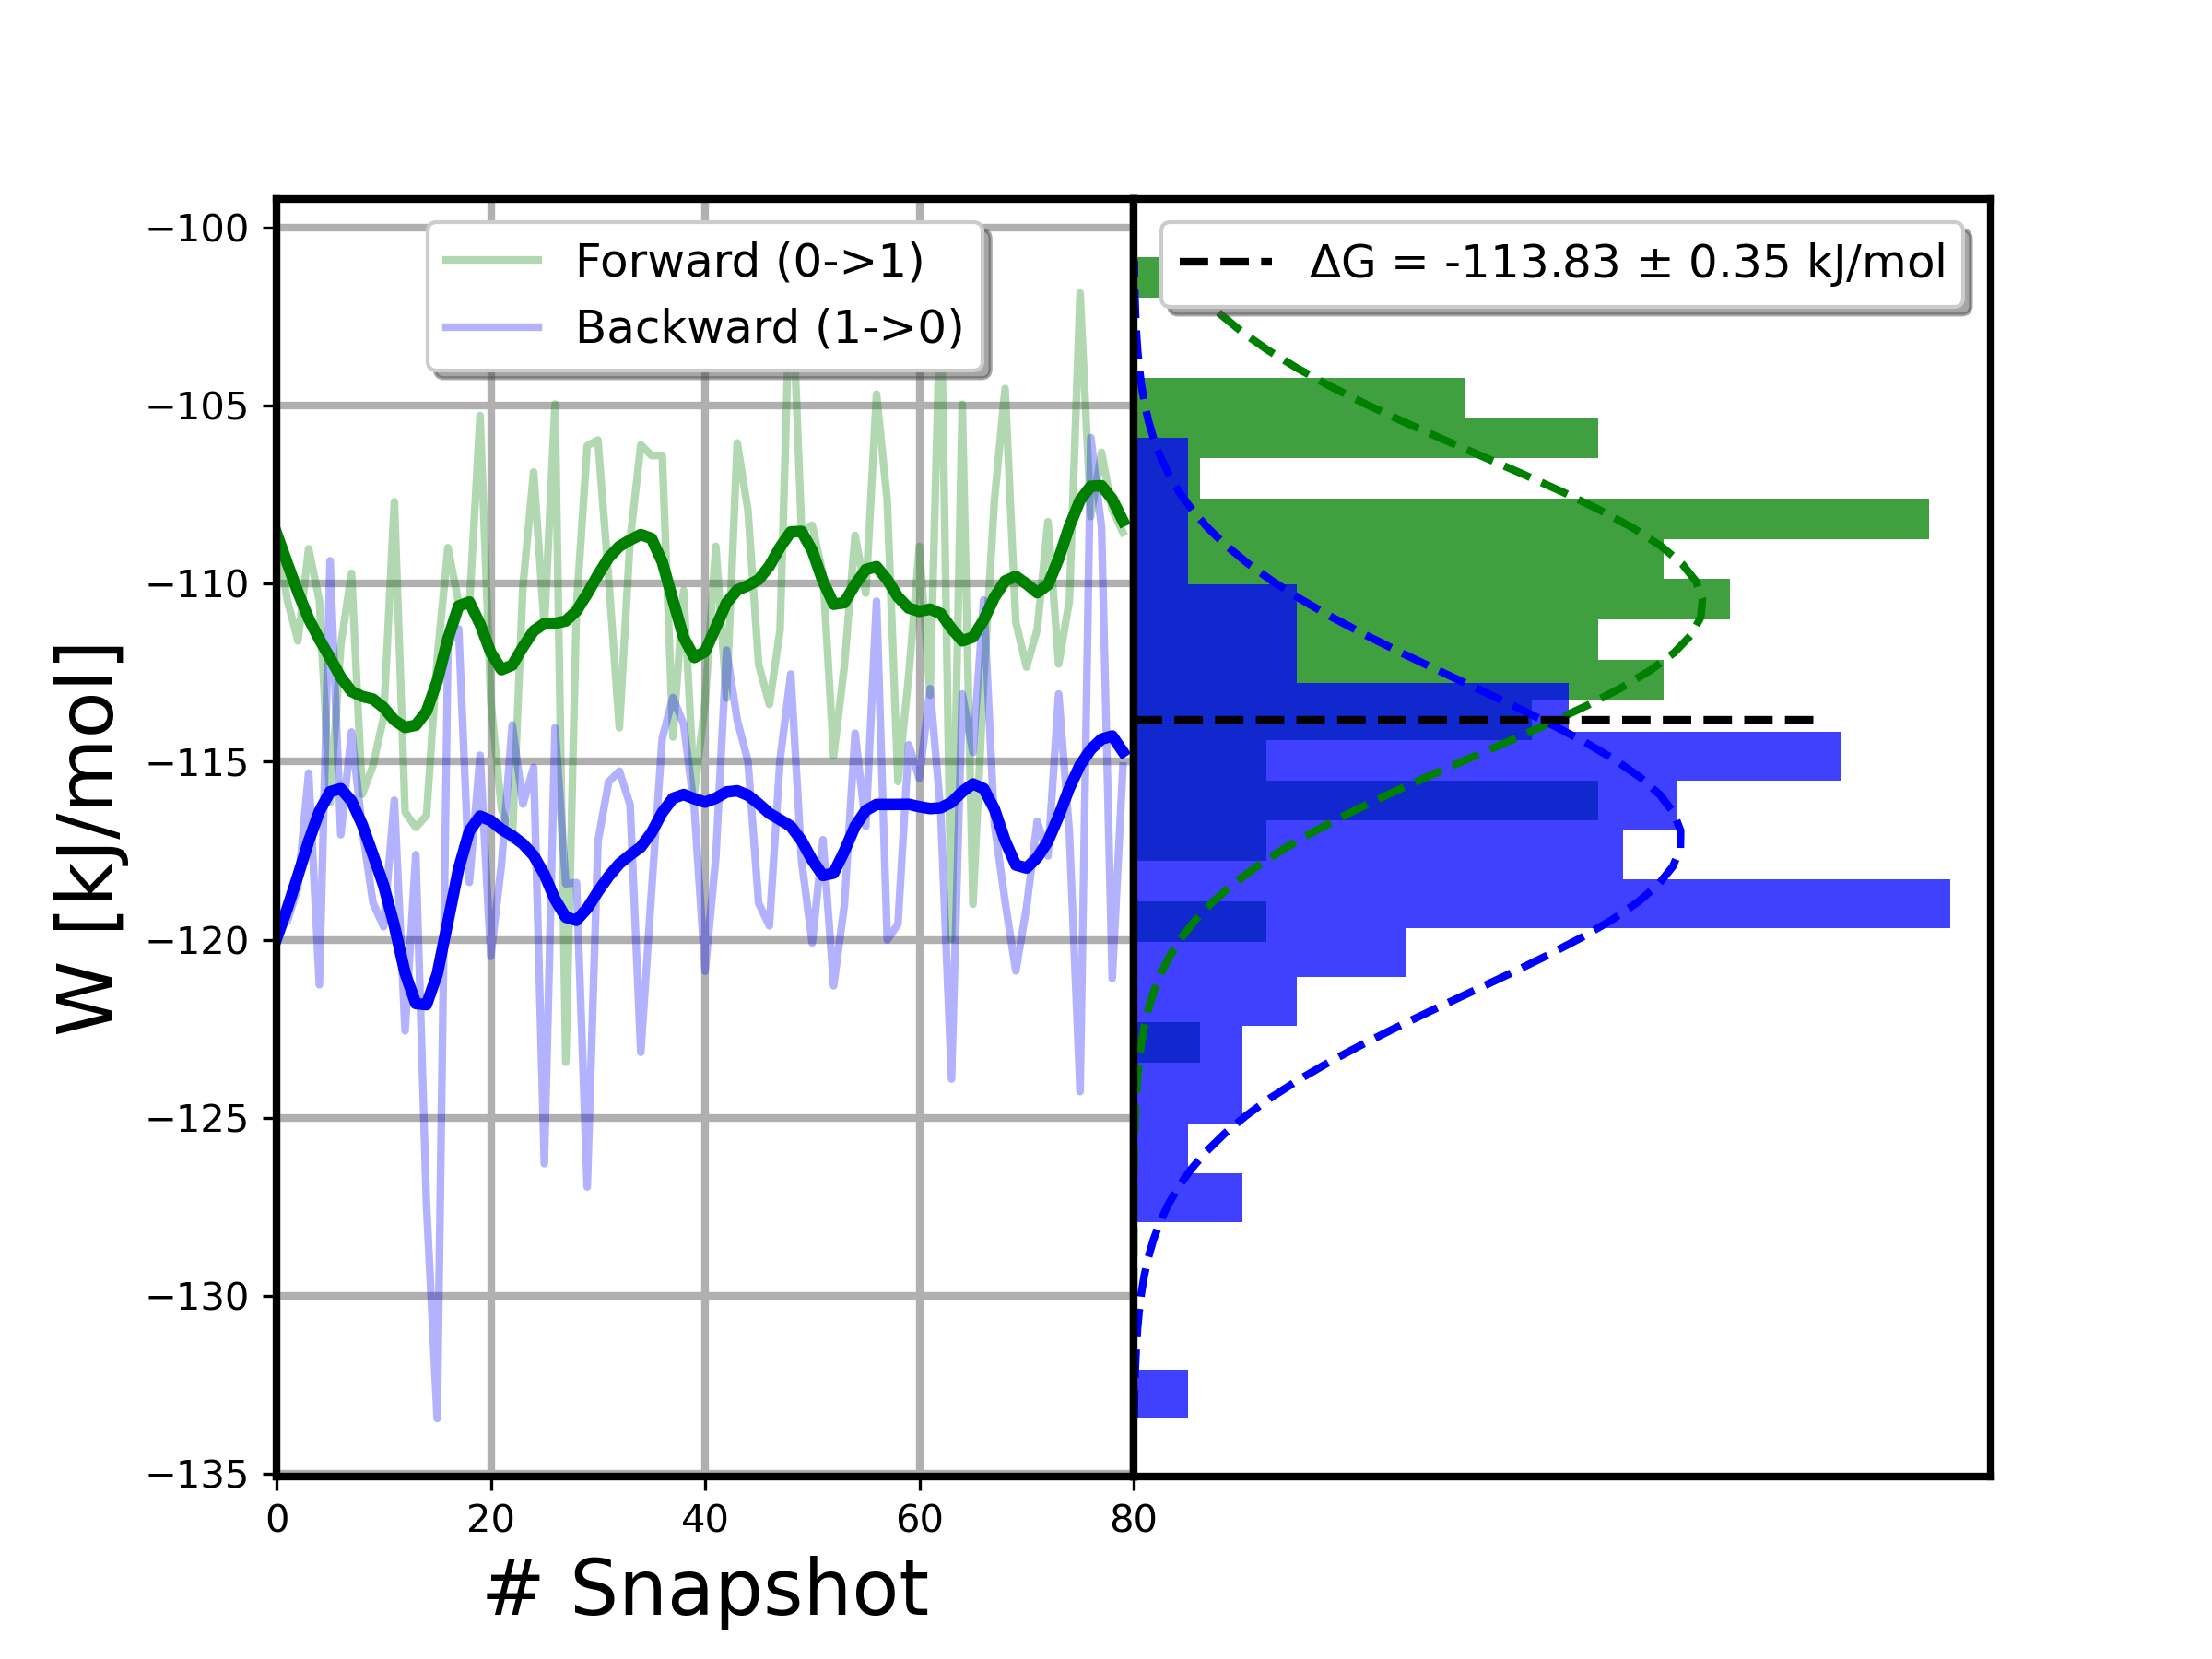 Forward (0->1)
Backward (1->0)
ΔG = -113.83 ± 0.35 kJ/mol
W [kJ/mol]
−100
−105
−110
−115
−120
−125
−130
−135
0 20 40 60 80
# Snapshot